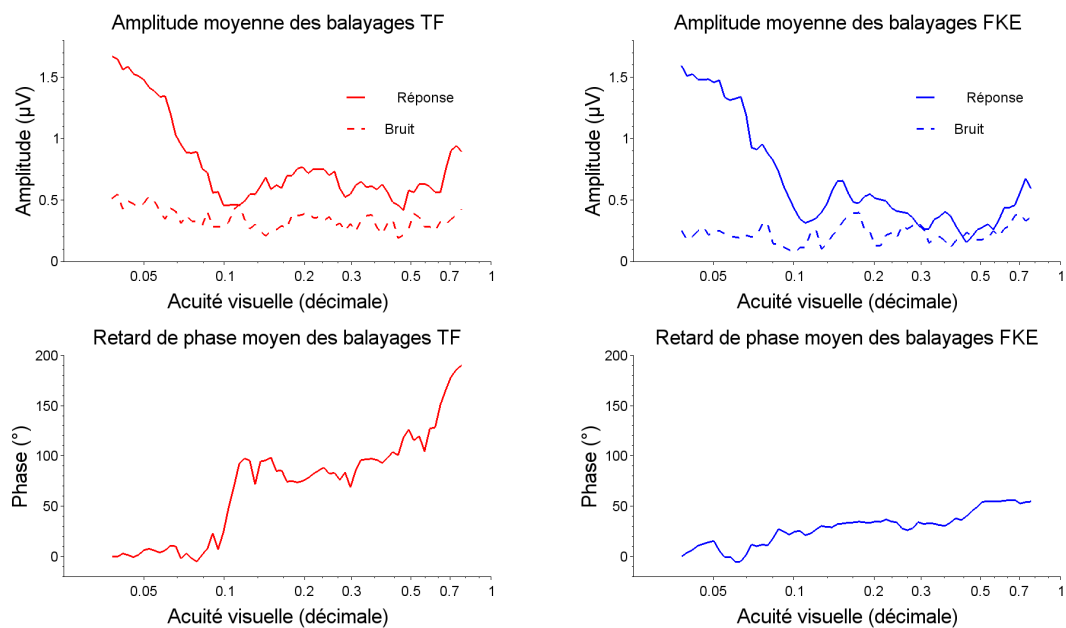 Amplitude moyenne des balayages TF
Amplitude (µV)
1.5
1
0.5
0
Réponse
Bruit
0.05
0.1
0.2
0.3
0.5
0.7
1
Acuité visuelle (décimale)
Amplitude moyenne des balayages FKE
Amplitude (µV)
1.5
1
0.5
0
Réponse
Bruit
0.05
0.1
0.2
0.3
0.5
0.7
1
Acuité visuelle (décimale)
Retard de phase moyen des balayages TF
Phase (°)
200
150
100
50
0
0.05
0.1
0.2
0.3
0.5
0.7
1
Acuité visuelle (décimale)
Retard de phase moyen des balayages FKE
Phase (°)
200
150
100
50
0
0.05
0.1
0.2
0.3
0.5
0.7
1
Acuité visuelle (décimale)